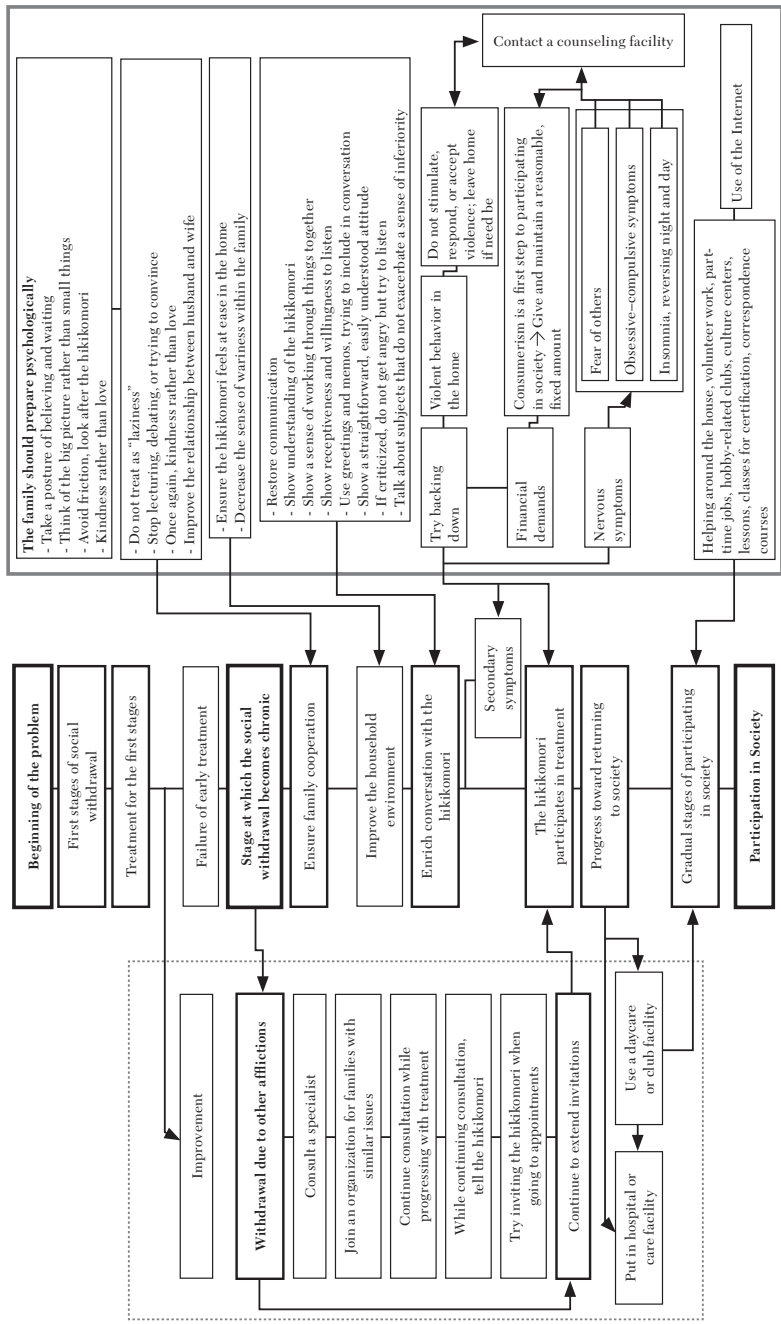 Beginning of the problem
First stages of social
withdrawal
Treatment for the first stages
Failure of early treatment
Stage at which the social
withdrawal becomes chronic
Ensure family cooperation
Improve the household
environment
Enrich conversation with the
hikikomori
Secondary
symptoms
The hikikomori
participates in treatment
Progress toward returning
to society
Gradual stages of participating
in society
Participation in Society
Improvement
Withdrawal due to other afflictions
Consult a specialist
Join an organization for families with
similar issues
Continue consultation while
progressing with treatment
While continuing consultation,
tell the hikikomori
Try inviting the hikikomori when
going to appointments
Continue to extend invitations
Use a daycare
or club facility
Put in hospital or
care facility
The family should prepare psychologically
- Take a posture of believing and waiting
- Think of the big picture rather than small things
- Avoid friction, look after the hikikomori
- Kindness rather than love
- Do not treat as “laziness”
- Stop lecturing, debating, or trying to convince
- Once again, kindness rather than love
- Improve the relationship between husband and wife
- Ensure the hikikomori feels at ease in the home
- Decrease the sense of wariness within the family
- Restore communication
- Show understanding of the hikikomori
- Show a sense of working through things together
- Show receptiveness and willingness to listen
- Use greetings and memos, trying to include in conversation
- Show a straightforward, easily understood attitude
- If criticized, do not get angry but try to listen
- Talk about subjects that do not exacerbate a sense of inferiority
Try backing
down
Violent behavior in
the home
Do not stimulate,
respond, or accept
violence; leave home
if need be
Contact a counseling facility
Financial
demands
Consumerism is a first step to participating
in society → Give and maintain a reasonable,
fixed amount
Nervous
symptoms
Fear of others
Obsessive–compulsive symptoms
Insomnia, reversing night and day
Helping around the house, volunteer work, part-
time jobs, hobby-related clubs, culture centers,
lessons, classes for certification, correspondence
courses
Use of the Internet